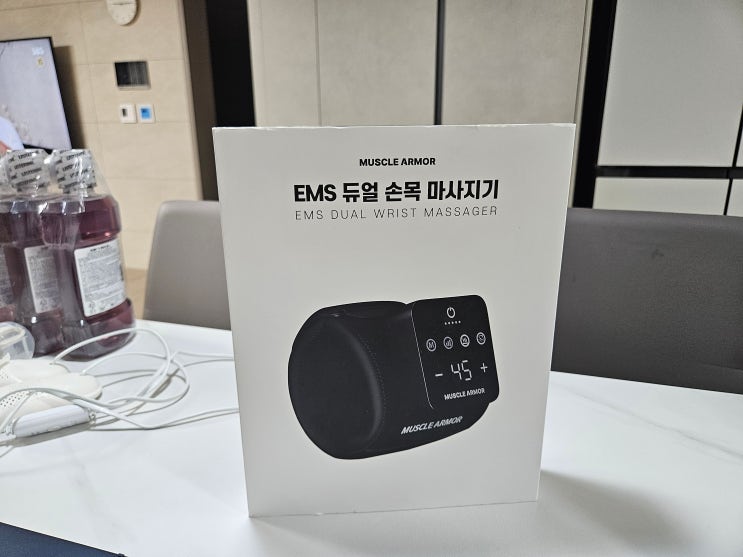 MUSCLE ARMOR
EMS 듀얼 손목 마사지기
EMS DUAL WRIST MASSAGER
M
- 45 +
MUSCLE ARMOR
MUSCLE ARMOR